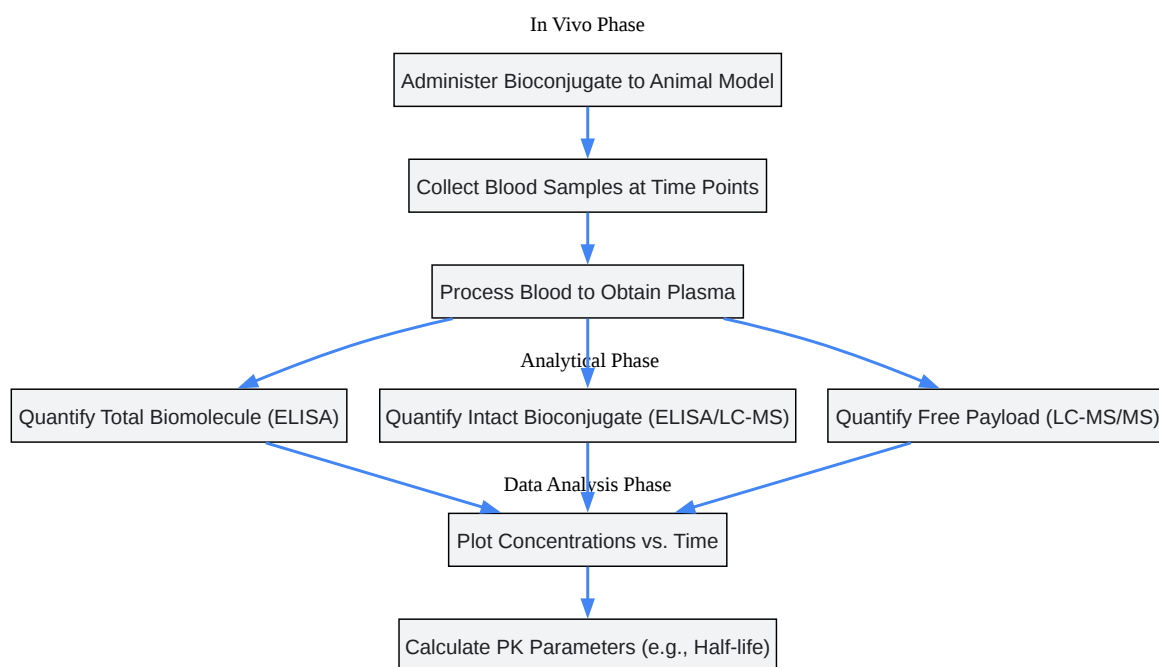 In Vivo Phase
Administer Bioconjugate to Animal Model
Collect Blood Samples at Time Points
Process Blood to Obtain Plasma
Analytical Phase
Quantify Total Biomolecule (ELISA)
Quantify Intact Bioconjugate (ELISA/LC-MS)
Quantify Free Payload (LC-MS/MS)
Data Analysis Phase
Plot Concentrations vs. Time
Calculate PK Parameters (e.g., Half-life)